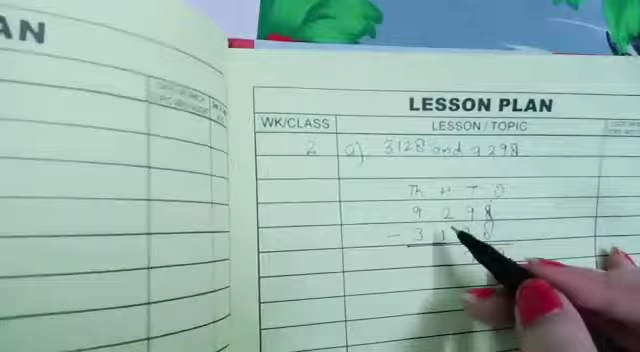 AN
LESSON PLAN
WK/CLASS LESSON / TOPIC
2 a) 3128 and 9298
Th H T O
9 2 9 8
- 3 1 2 8